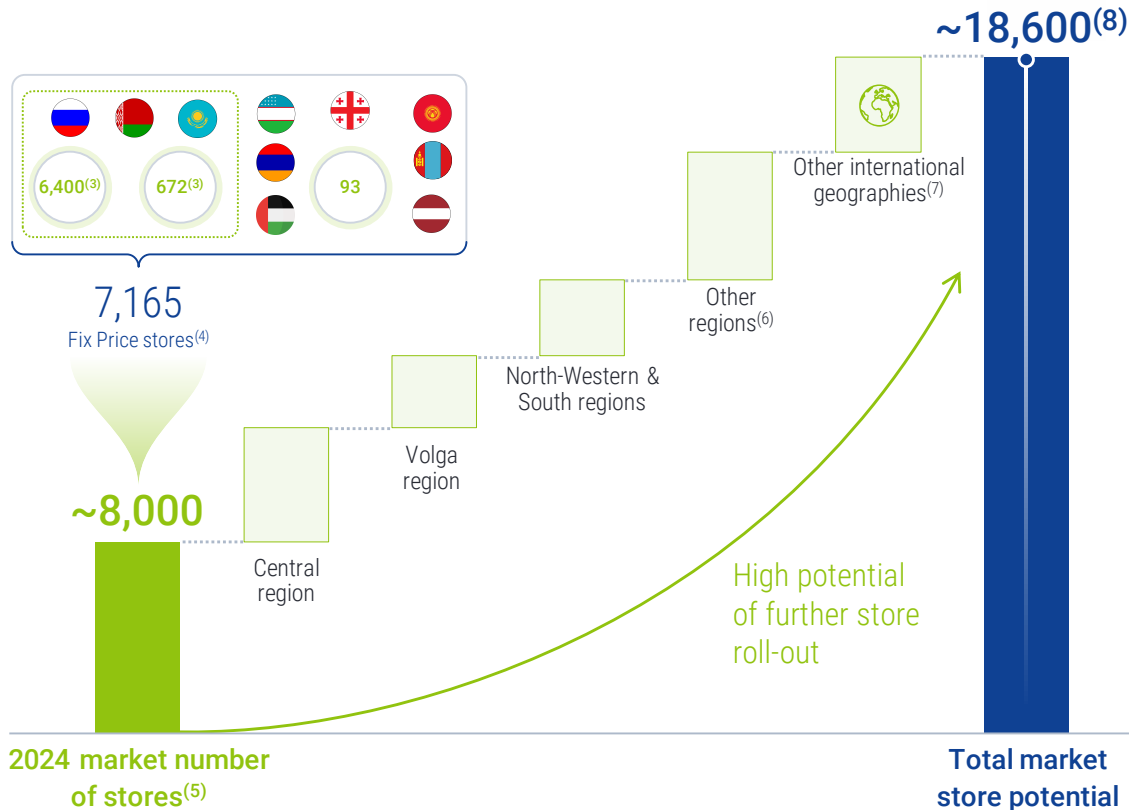 ~18,600(8)
6,400(3)
672(3)
93
7,165
Fix Price stores(4)
~8,000
Central
region
Volga
region
North-Western &
South regions
Other
regions(6)
Other international
geographies(7)
High potential
of further store
roll-out
2024 market number
of stores(5)
Total market
store potential